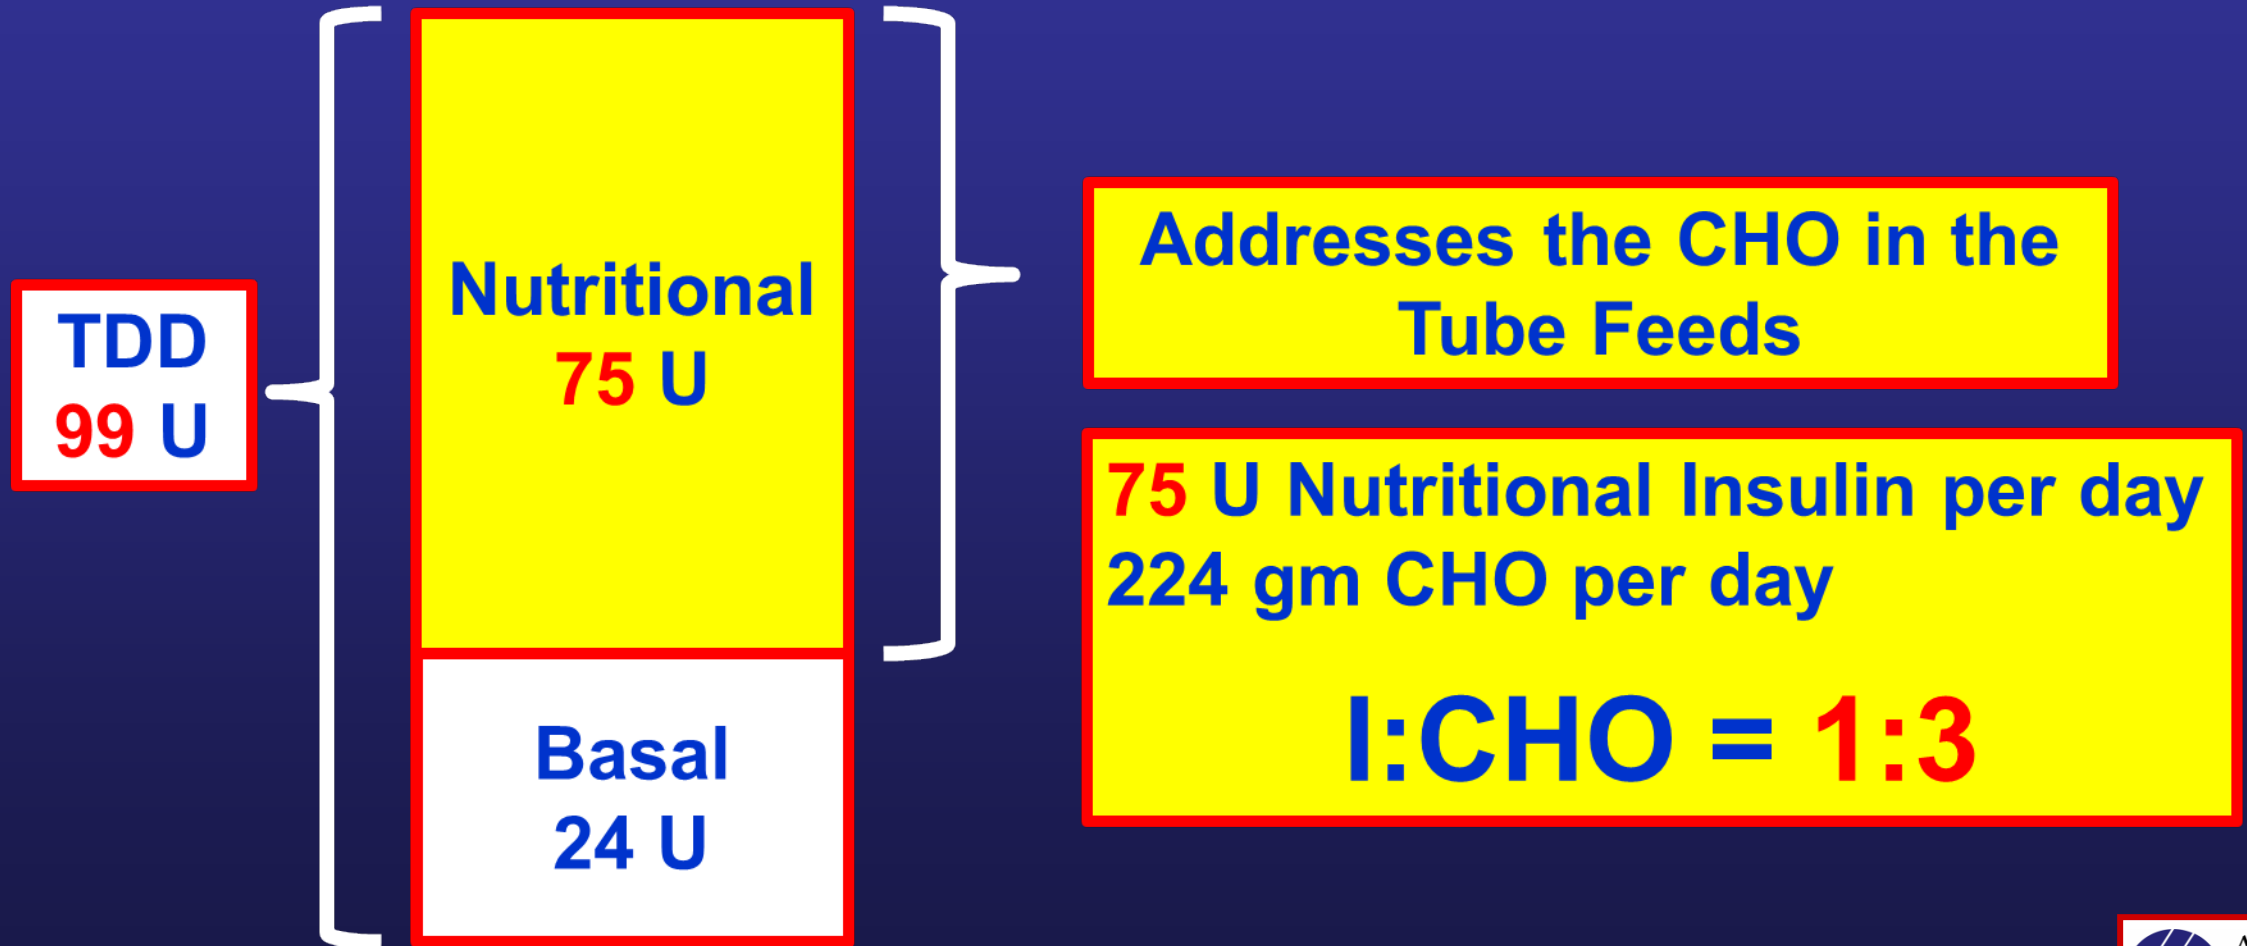 TDD
99 U
Nutritional
75 U
Basal
24 U
Addresses the CHO in the
Tube Feeds
75 U Nutritional Insulin per day
224 gm CHO per day
I:CHO = 1:3